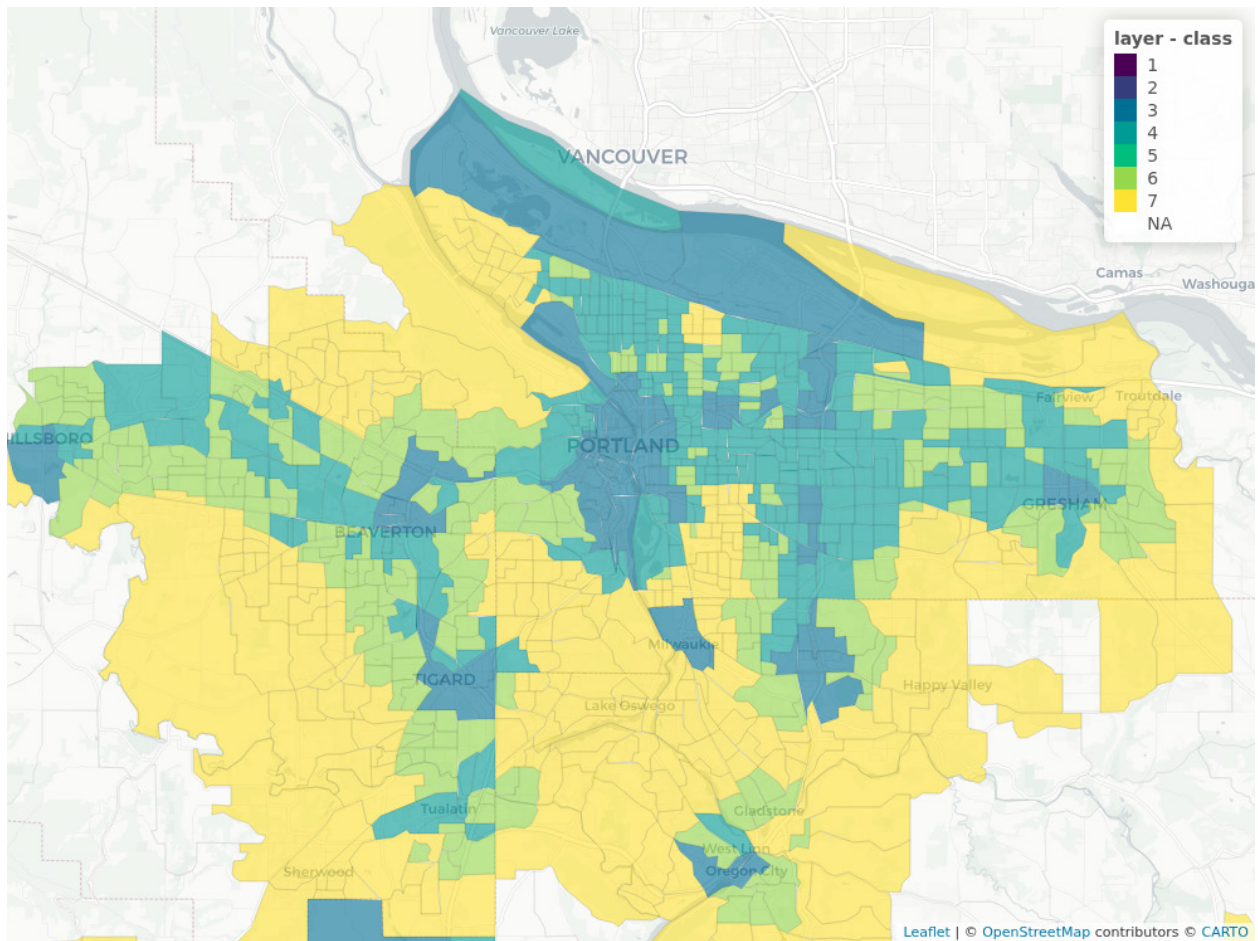 Vancouver Lake
layer - class
1
2
3
4
5
6
7
NA
VANCOUVER
Camas
Washouga
Fairview
Troutdale
HILLSBORO
PORTLAND
GRESHAM
BEAVERTON
Milwaukie
TIGARD
Happy Valley
Lake Oswego
Tualatin
Gladstone
West Linn
Sherwood
Oregon City
Leaflet | © OpenStreetMap contributors © CARTO